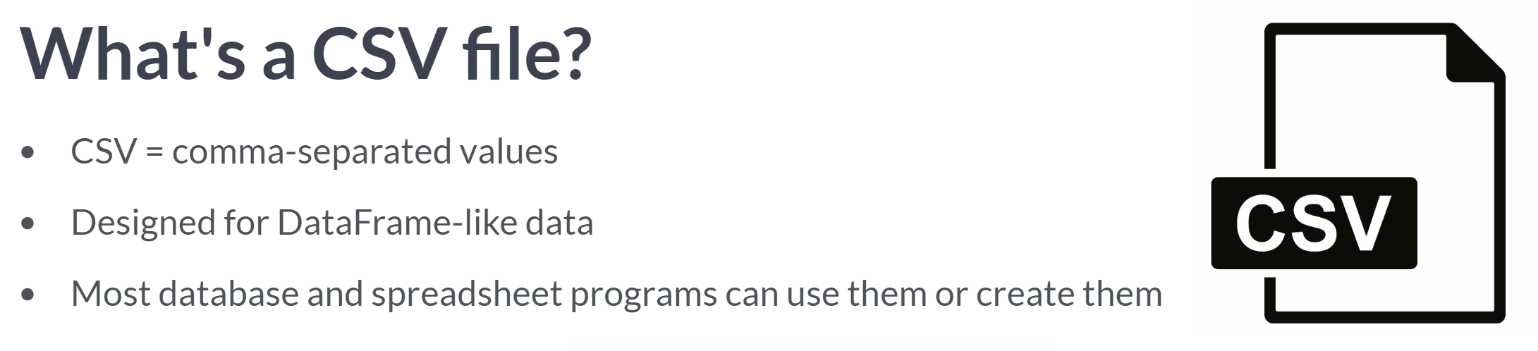 What's a CSV file?
• CSV = comma-separated values
• Designed for DataFrame-like data
• Most database and spreadsheet programs can use them or create them
CSV